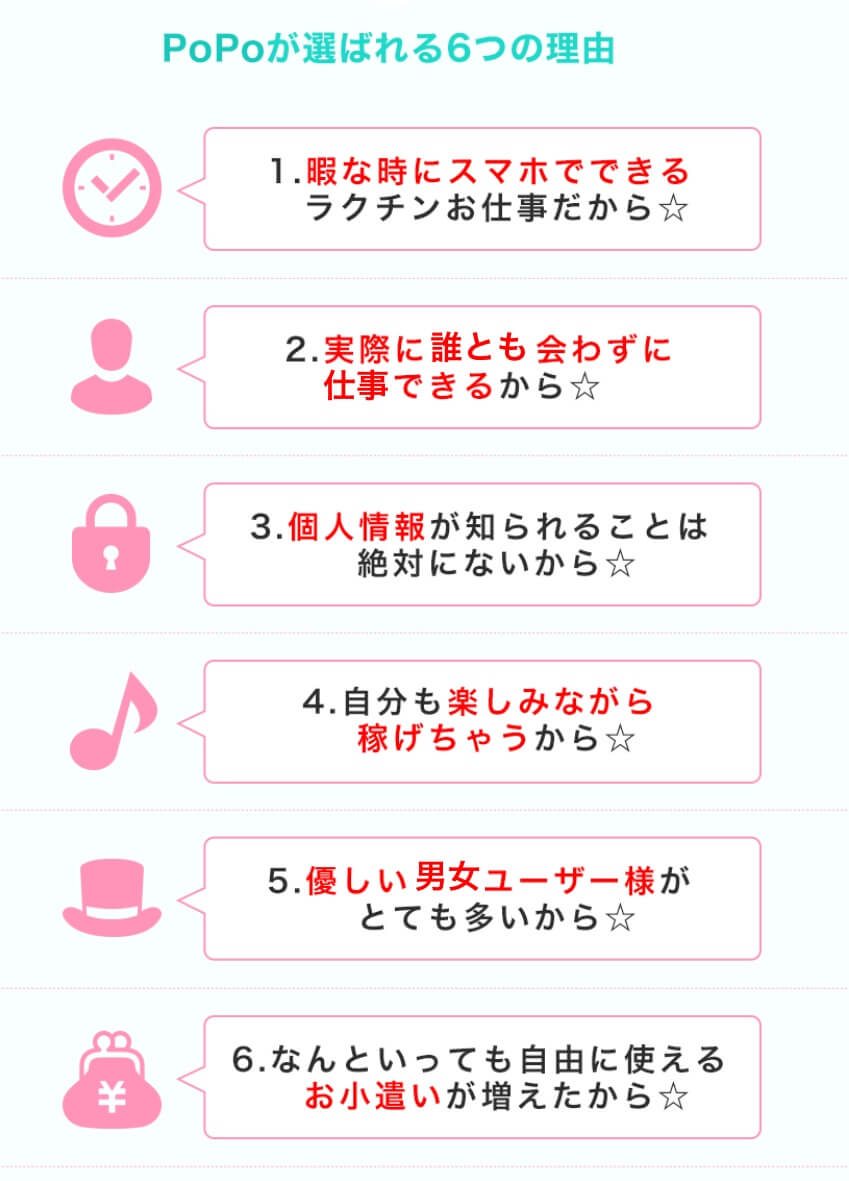 PoPoが選ばれる6つの理由
1.暇な時にスマホでできる
ラクチンお仕事だから☆
2.実際に誰とも会わずに
仕事できるから☆
3.個人情報が知られることは
絶対にないから☆
4.自分も楽しみながら
稼げちゃうから☆
5.優しい男女ユーザー様が
とても多いから☆
6.なんといっても自由に使える
お小遣いが増えたから☆
¥